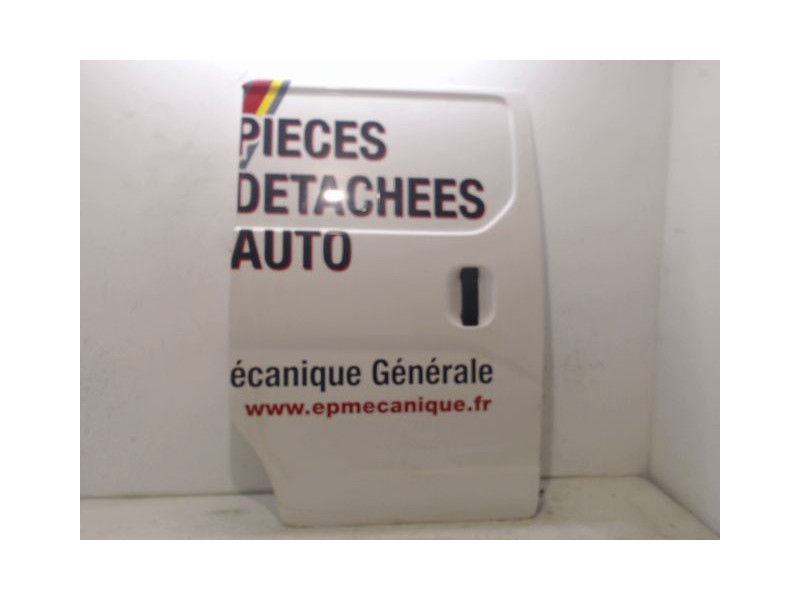 PIECES
DETACHEES
AUTO
écanique Générale
www.epmecanique.fr